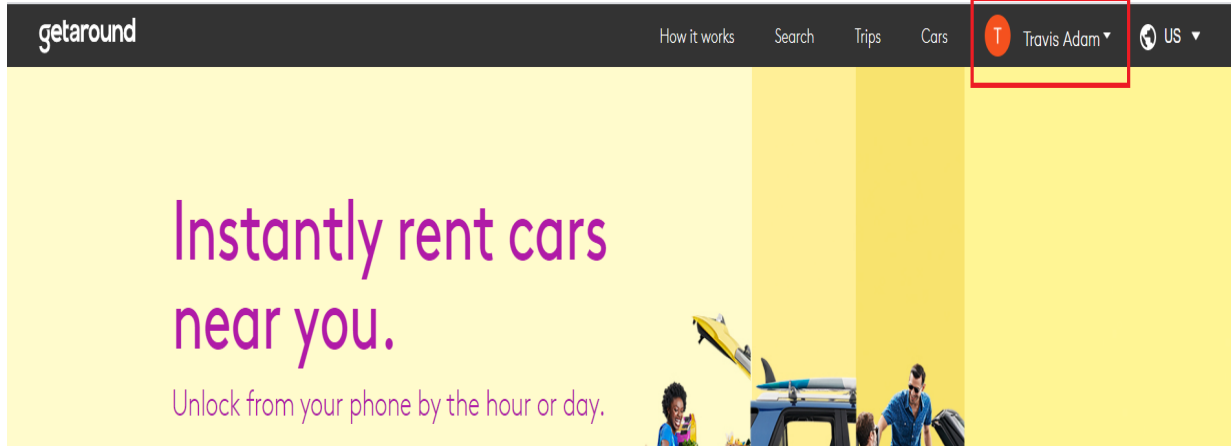 getaround
How it works Search Trips Cars T Travis Adam US
Instantly rent cars
near you.
Unlock from your phone by the hour or day.